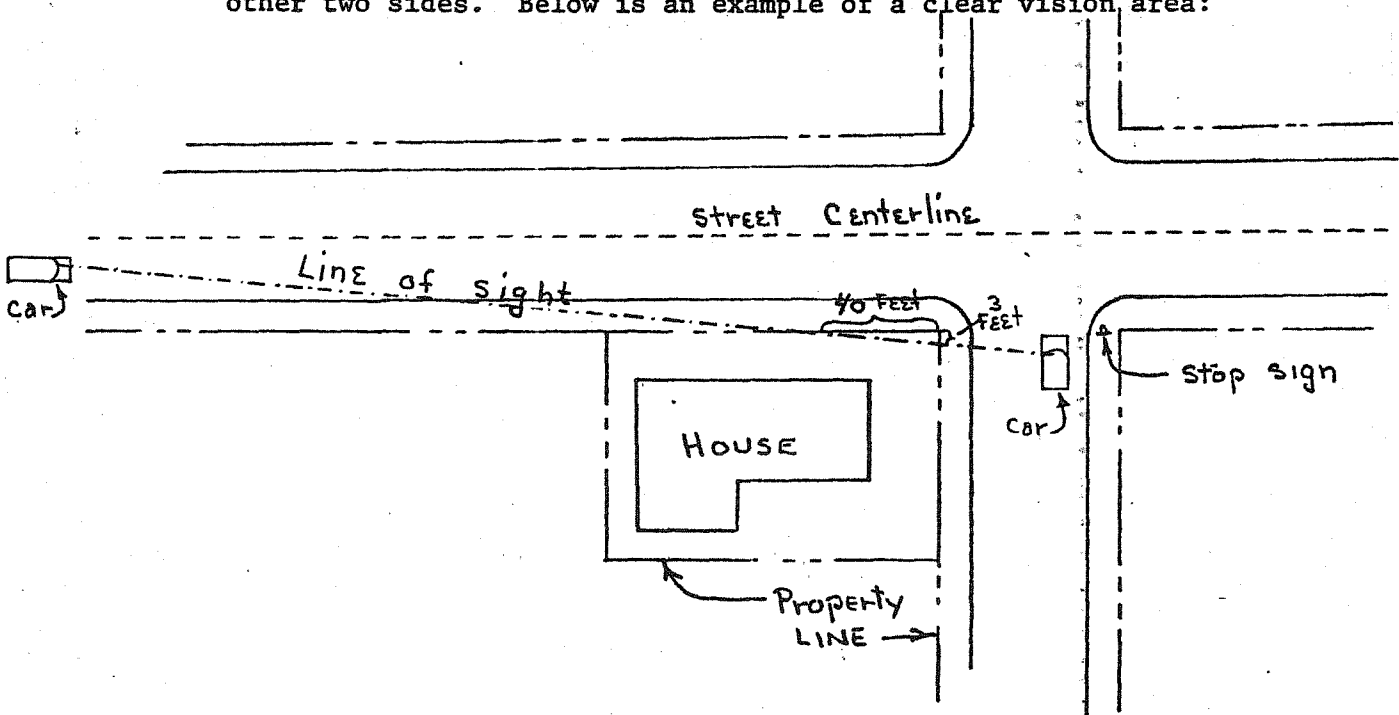 other two sides. Below is an example of a clear vision area:
Street Centerline
Line of sight
Car
40 FEET
3
FEET
Stop sign
Car
HOUSE
Property
LINE